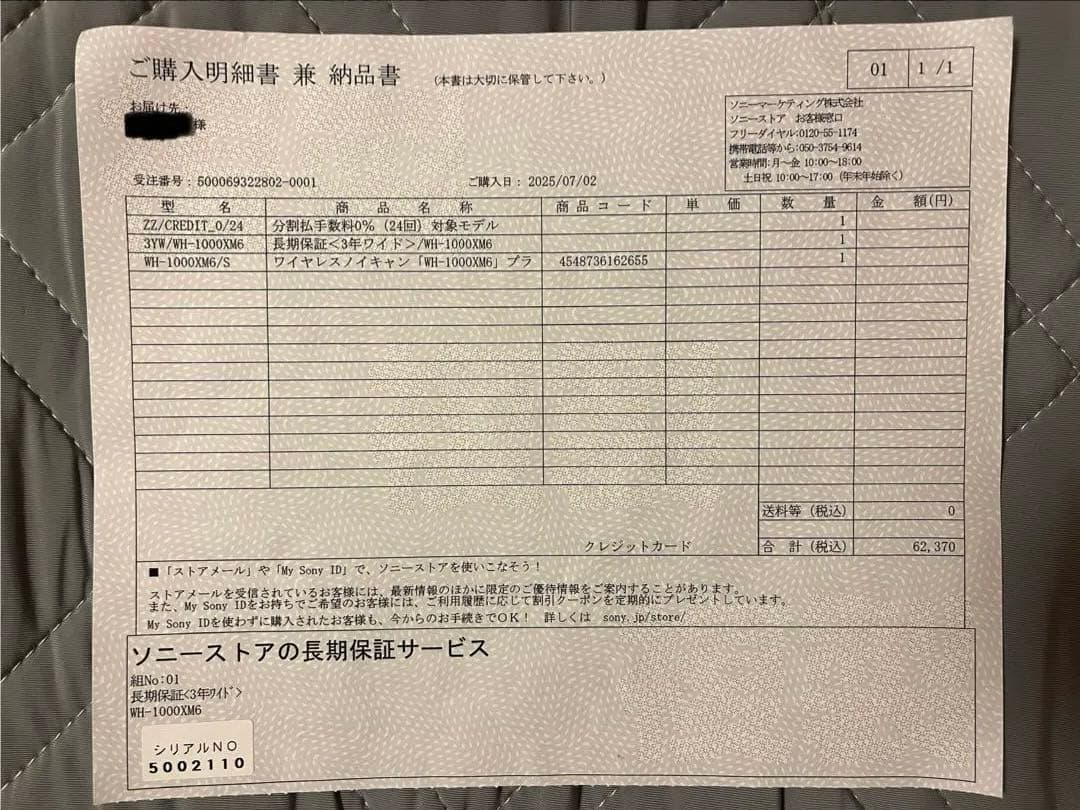 ご購入明細書 兼 納品書 (本書は大切に保管して下さい。)
01 1 /1
お届け先:
様
ソニーマーケティング株式会社
ソニーストア お客様窓口
フリーダイヤル:0120-55-1174
携帯電話等から:050-3754-9614
営業時間:月~金 10:00~18:00
土日祝 10:00~17:00 (年末年始除く)
受注番号: 500069322802-0001 ご購入日: 2025/07/02
型 名 商 品 名 称 商 品 コ ー ド 単 価 数 量 金 額(円)
ZZ/CREDIT_0/24 分割払手数料0% (24回) 対象モデル 1
3YW/WH-1000XM6 長期保証<3年ワイド>/WH-1000XM6 1
WH-1000XM6/S ワイヤレスノイキャン「WH-1000XM6」プラ 4548736162655 1
送料等 (税込) 0
クレジットカード 合 計 (税込) 62,370
■「ストアメール」や「My Sony ID」で、ソニーストアを使いこなそう!
ストアメールを受信されているお客様には、最新情報のほかに限定のご優待情報をご案内することがあります。
また、My Sony IDをお持ちでご希望のお客様には、ご利用履歴に応じて割引クーポンを定期的にプレゼントしています。
My Sony IDを使わずに購入されたお客様も、今からのお手続きでOK! 詳しくは sony.jp/store/
ソニーストアの長期保証サービス
組No:01
長期保証<3年ワイド>
WH-1000XM6
シリアルNO
5002110